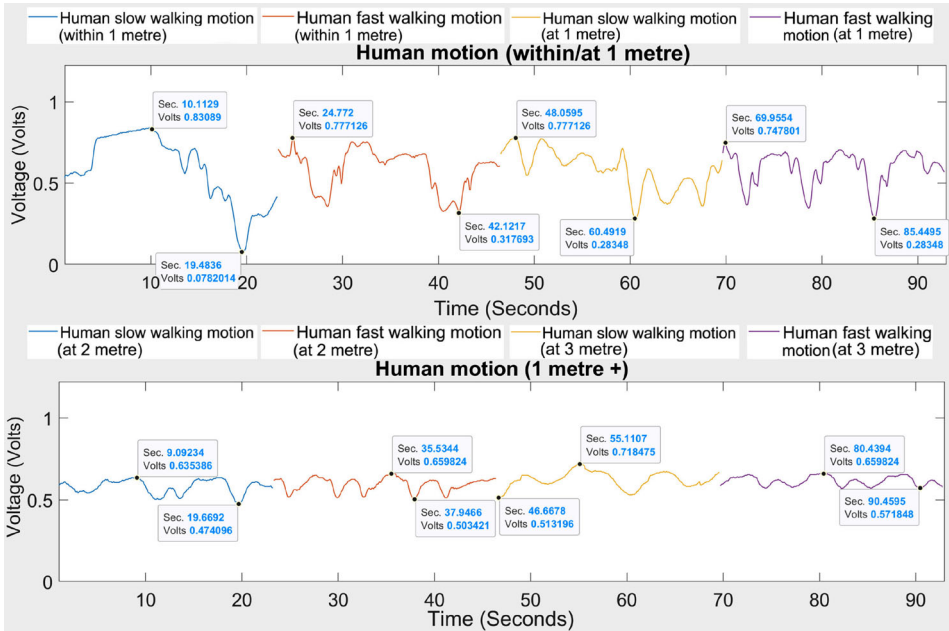 Human slow walking motion
(within 1 metre)
Human fast walking motion
(within 1 metre)
Human slow walking motion
(at 1 metre)
Human fast walking
motion (at 1 metre)
Human motion (within/at 1 metre)
Voltage (Volts)
1
0.5
0
Sec. 10.1129
Volts 0.83089
Sec. 24.772
Volts 0.777126
Sec. 48.0595
Volts 0.777126
Sec. 69.9554
Volts 0.747801
Sec. 19.4836
Volts 0.0782014
Sec. 42.1217
Volts 0.317693
Sec. 60.4919
Volts 0.28348
Sec. 85.4495
Volts 0.28348
10 20 30 40 50 60 70 80 90
Time (Seconds)
Human slow walking motion
(at 2 metre)
Human fast walking motion
(at 2 metre)
Human slow walking motion
(at 3 metre)
Human fast walking
motion (at 3 metre)
Human motion (1 metre +)
Voltage (Volts)
1
0.5
0
Sec. 9.09234
Volts 0.635386
Sec. 35.5344
Volts 0.659824
Sec. 55.1107
Volts 0.718475
Sec. 80.4394
Volts 0.659824
Sec. 19.6692
Volts 0.474096
Sec. 37.9466
Volts 0.503421
Sec. 46.6678
Volts 0.513196
Sec. 90.4595
Volts 0.571848
10 20 30 40 50 60 70 80 90
Time (Seconds)